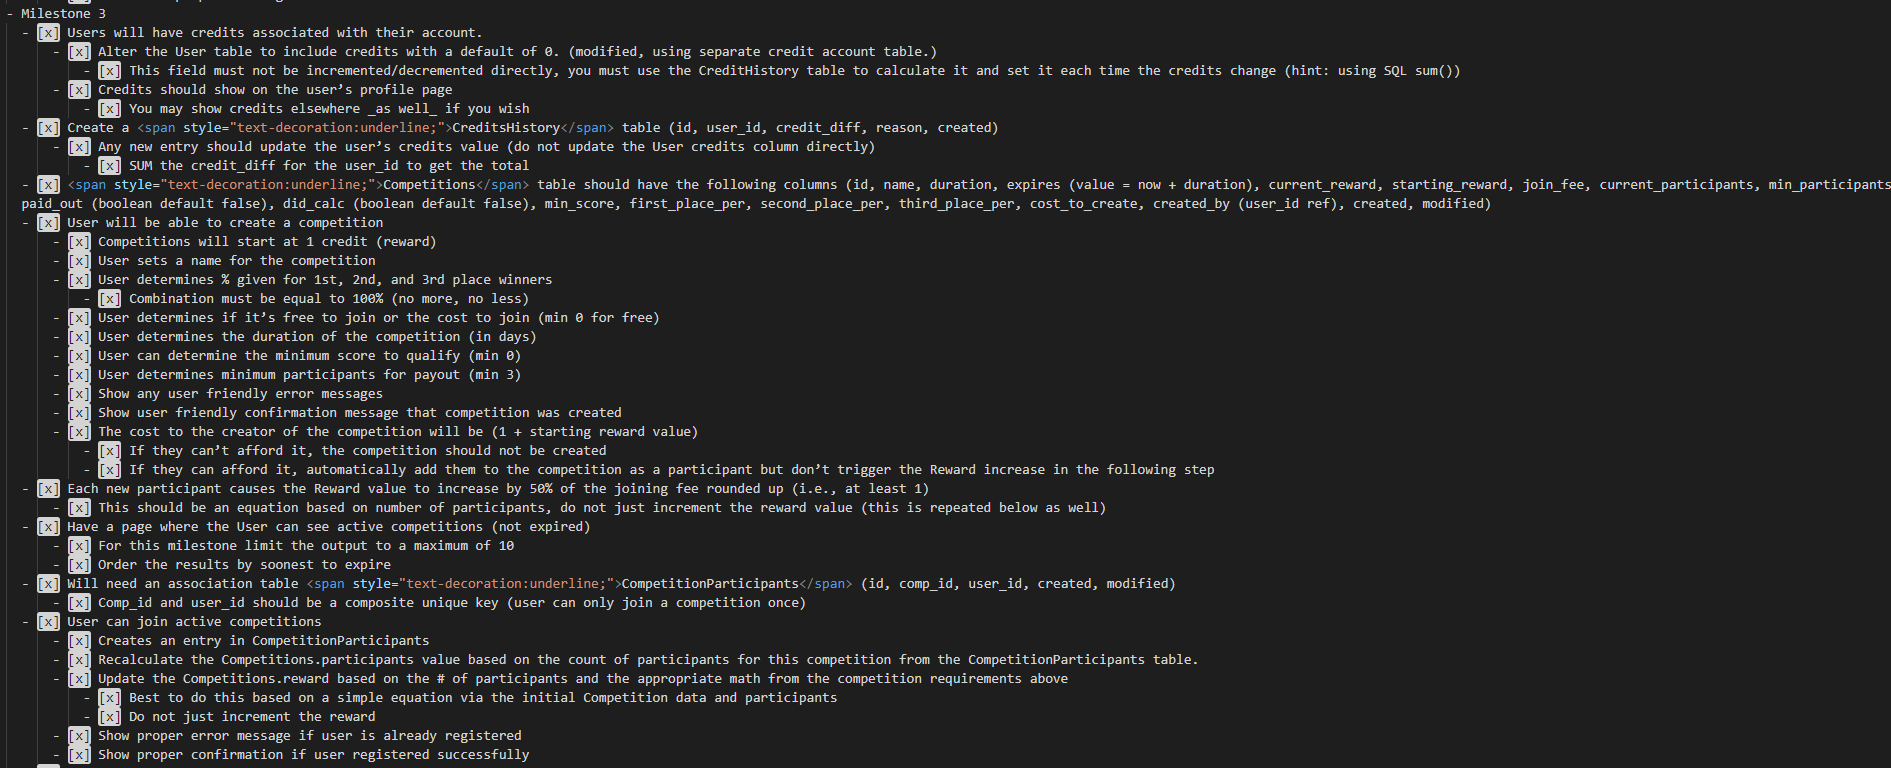 - Milestone 3
- [x] Users will have credits associated with their account.
- [x] Alter the User table to include credits with a default of 0. (modified, using separate credit account table.)
- [x] This field must not be incremented/decremented directly, you must use the CreditHistory table to calculate it and set it each time the credits change (hint: using SQL sum())
- [x] Credits should show on the user’s profile page
- [x] You may show credits elsewhere _as well_ if you wish
- [x] Create a <span style="text-decoration:underline;">CreditsHistory</span> table (id, user_id, credit_diff, reason, created)
- [x] Any new entry should update the user’s credits value (do not update the User credits column directly)
- [x] SUM the credit_diff for the user_id to get the total
- [x] <span style="text-decoration:underline;">Competitions</span> table should have the following columns (id, name, duration, expires (value = now + duration), current_reward, starting_reward, join_fee, current_participants, min_participants
paid_out (boolean default false), did_calc (boolean default false), min_score, first_place_per, second_place_per, third_place_per, cost_to_create, created_by (user_id ref), created, modified)
- [x] User will be able to create a competition
- [x] Competitions will start at 1 credit (reward)
- [x] User sets a name for the competition
- [x] User determines % given for 1st, 2nd, and 3rd place winners
- [x] Combination must be equal to 100% (no more, no less)
- [x] User determines if it’s free to join or the cost to join (min 0 for free)
- [x] User determines the duration of the competition (in days)
- [x] User can determine the minimum score to qualify (min 0)
- [x] User determines minimum participants for payout (min 3)
- [x] Show any user friendly error messages
- [x] Show user friendly confirmation message that competition was created
- [x] The cost to the creator of the competition will be (1 + starting reward value)
- [x] If they can’t afford it, the competition should not be created
- [x] If they can afford it, automatically add them to the competition as a participant but don’t trigger the Reward increase in the following step
- [x] Each new participant causes the Reward value to increase by 50% of the joining fee rounded up (i.e., at least 1)
- [x] This should be an equation based on number of participants, do not just increment the reward value (this is repeated below as well)
- [x] Have a page where the User can see active competitions (not expired)
- [x] For this milestone limit the output to a maximum of 10
- [x] Order the results by soonest to expire
- [x] Will need an association table <span style="text-decoration:underline;">CompetitionParticipants</span> (id, comp_id, user_id, created, modified)
- [x] Comp_id and user_id should be a composite unique key (user can only join a competition once)
- [x] User can join active competitions
- [x] Creates an entry in CompetitionParticipants
- [x] Recalculate the Competitions.participants value based on the count of participants for this competition from the CompetitionParticipants table.
- [x] Update the Competitions.reward based on the # of participants and the appropriate math from the competition requirements above
- [x] Best to do this based on a simple equation via the initial Competition data and participants
- [x] Do not just increment the reward
- [x] Show proper error message if user is already registered
- [x] Show proper confirmation if user registered successfully